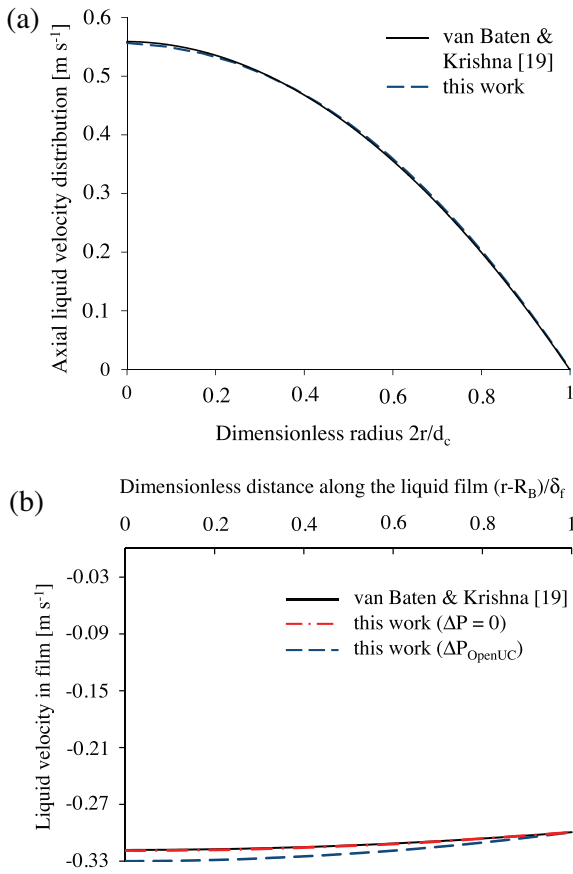 (a)
0.6
0.5
0.4
0.3
0.2
0.1
0
Axial liquid velocity distribution [m s⁻¹]
van Baten &
Krishna [19]
this work
0 0.2 0.4 0.6 0.8 1
Dimensionless radius 2r/d_c
(b)
Dimensionless distance along the liquid film (r-R_B)/δ_f
0 0.2 0.4 0.6 0.8 1
-0.03
-0.09
-0.15
-0.21
-0.27
-0.33
Liquid velocity in film [m s⁻¹]
van Baten & Krishna [19]
this work (ΔP = 0)
this work (ΔP_OpenUC)